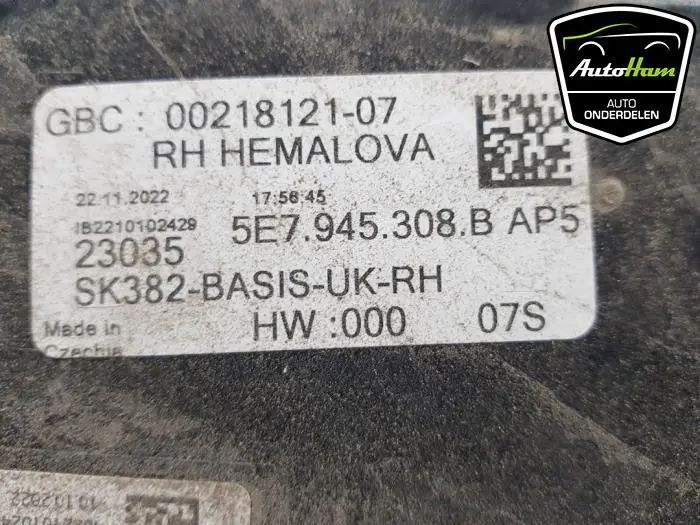 AutoHam
AUTO
ONDERDELEN
GBC : 00218121-07
RH HEMALOVA
22.11.2022 17:56:45
IB2210102429
23035 5E7.945.308.B AP5
SK382-BASIS-UK-RH
Made in HW :000 07S
Czechia